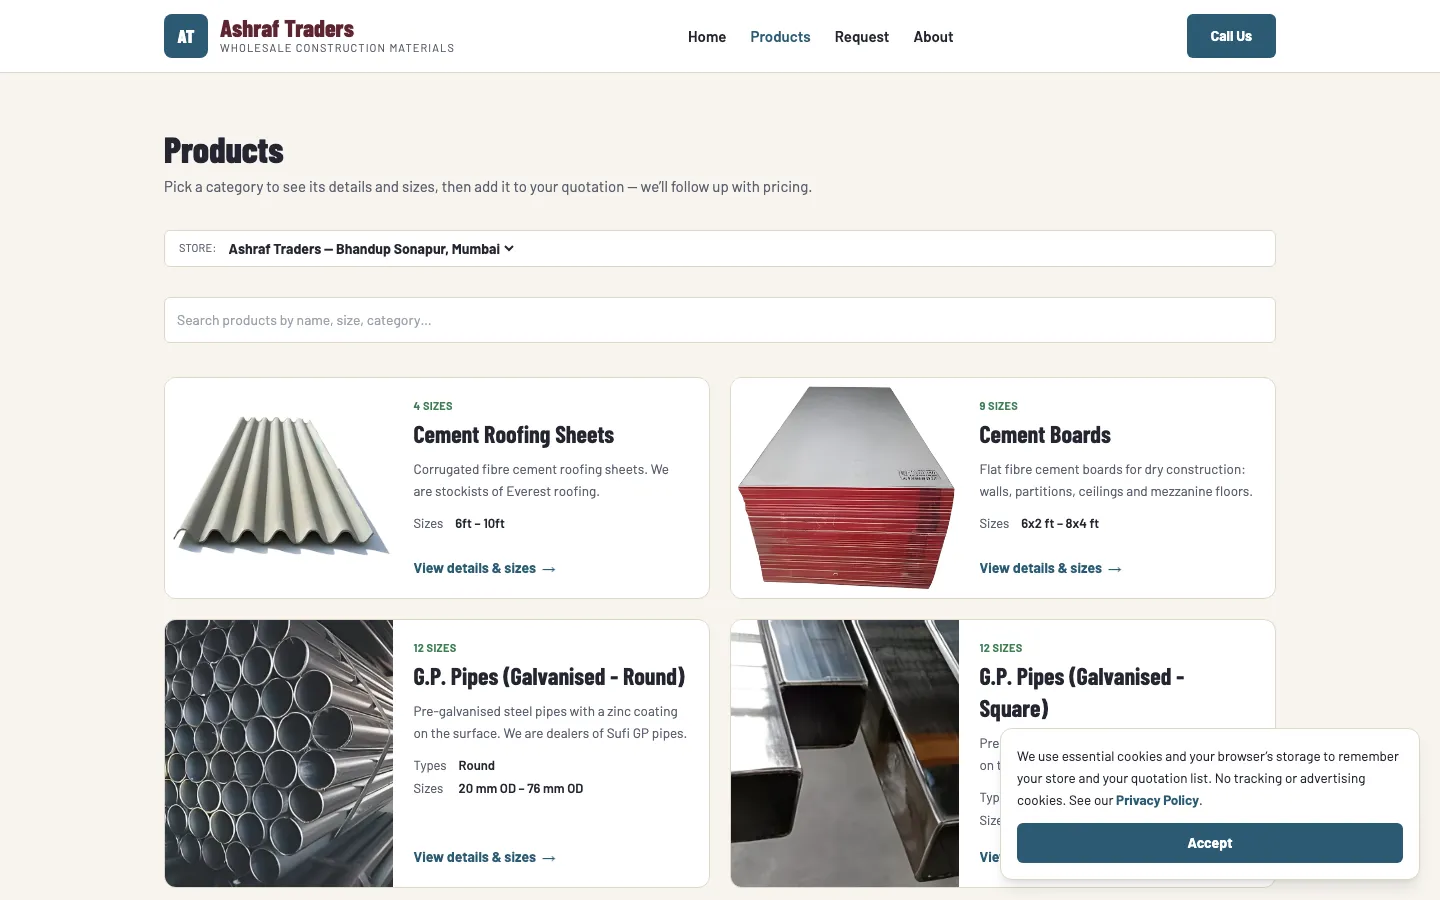 AT
Ashraf Traders
WHOLESALE CONSTRUCTION MATERIALS
Home
Products
Request
About
Call Us
Products
Pick a category to see its details and sizes, then add it to your quotation — we'll follow up with pricing.
STORE:
Ashraf Traders — Bhandup Sonapur, Mumbai
Search products by name, size, category...
4 SIZES
Cement Roofing Sheets
Corrugated fibre cement roofing sheets. We
are stockists of Everest roofing.
Sizes 6ft – 10ft
View details & sizes →
9 SIZES
Cement Boards
Flat fibre cement boards for dry construction:
walls, partitions, ceilings and mezzanine floors.
Sizes 6x2 ft – 8x4 ft
View details & sizes →
12 SIZES
G.P. Pipes (Galvanised - Round)
Pre-galvanised steel pipes with a zinc coating
on the surface. We are dealers of Sufi GP pipes.
Types Round
Sizes 20 mm OD – 76 mm OD
View details & sizes →
12 SIZES
G.P. Pipes (Galvanised -
Square)
We use essential cookies and your browser's storage to remember
your store and your quotation list. No tracking or advertising
cookies. See our Privacy Policy.
Accept